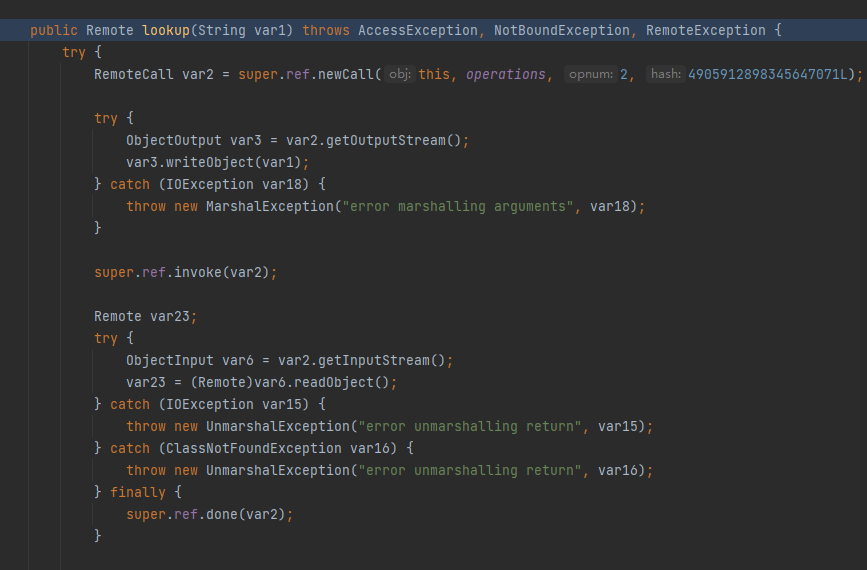 public Remote lookup(String var1) throws AccessException, NotBoundException, RemoteException {
try {
RemoteCall var2 = super.ref.newCall( obj: this, operations, opnum: 2, hash: 4905912898345647071L);
try {
ObjectOutput var3 = var2.getOutputStream();
var3.writeObject(var1);
} catch (IOException var18) {
throw new MarshalException("error marshalling arguments", var18);
}
super.ref.invoke(var2);
Remote var23;
try {
ObjectInput var6 = var2.getInputStream();
var23 = (Remote)var6.readObject();
} catch (IOException var15) {
throw new UnmarshalException("error unmarshalling return", var15);
} catch (ClassNotFoundException var16) {
throw new UnmarshalException("error unmarshalling return", var16);
} finally {
super.ref.done(var2);
}